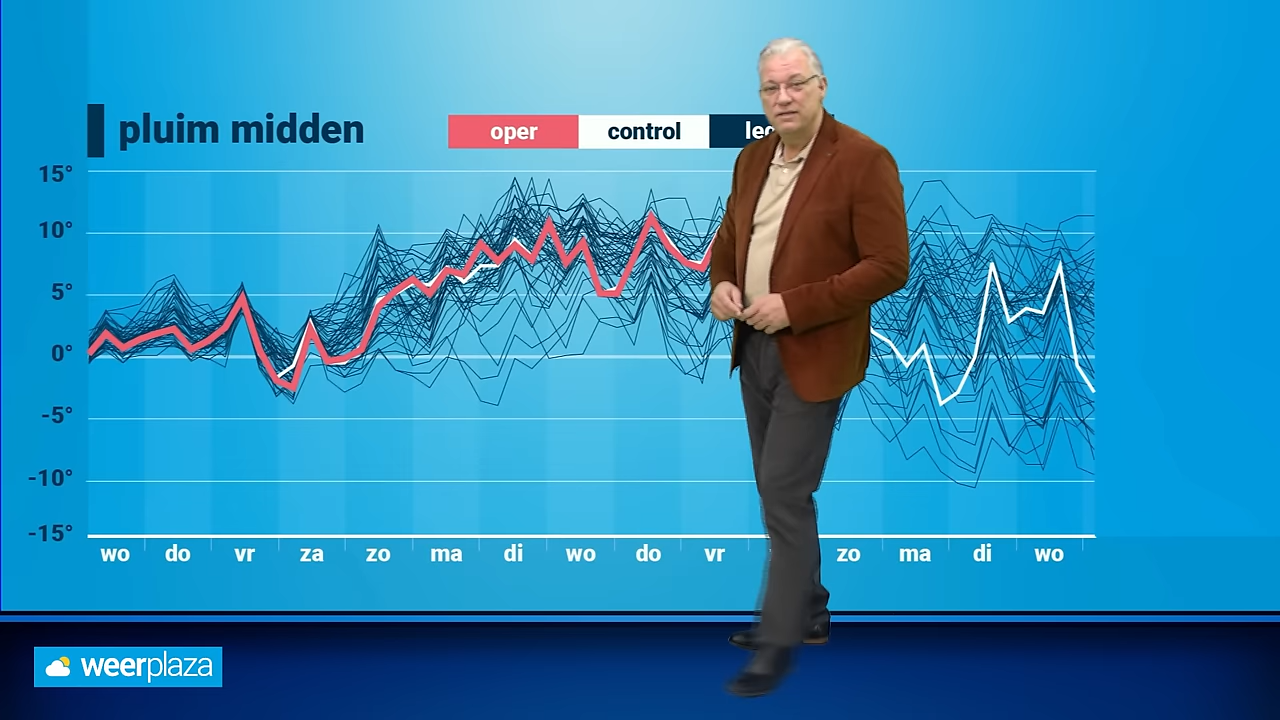 pluim midden
oper
control
15°
10°
5°
0°
-5°
-10°
-15°
wo do vr za zo ma di wo do vr zo ma di wo
weerplaza